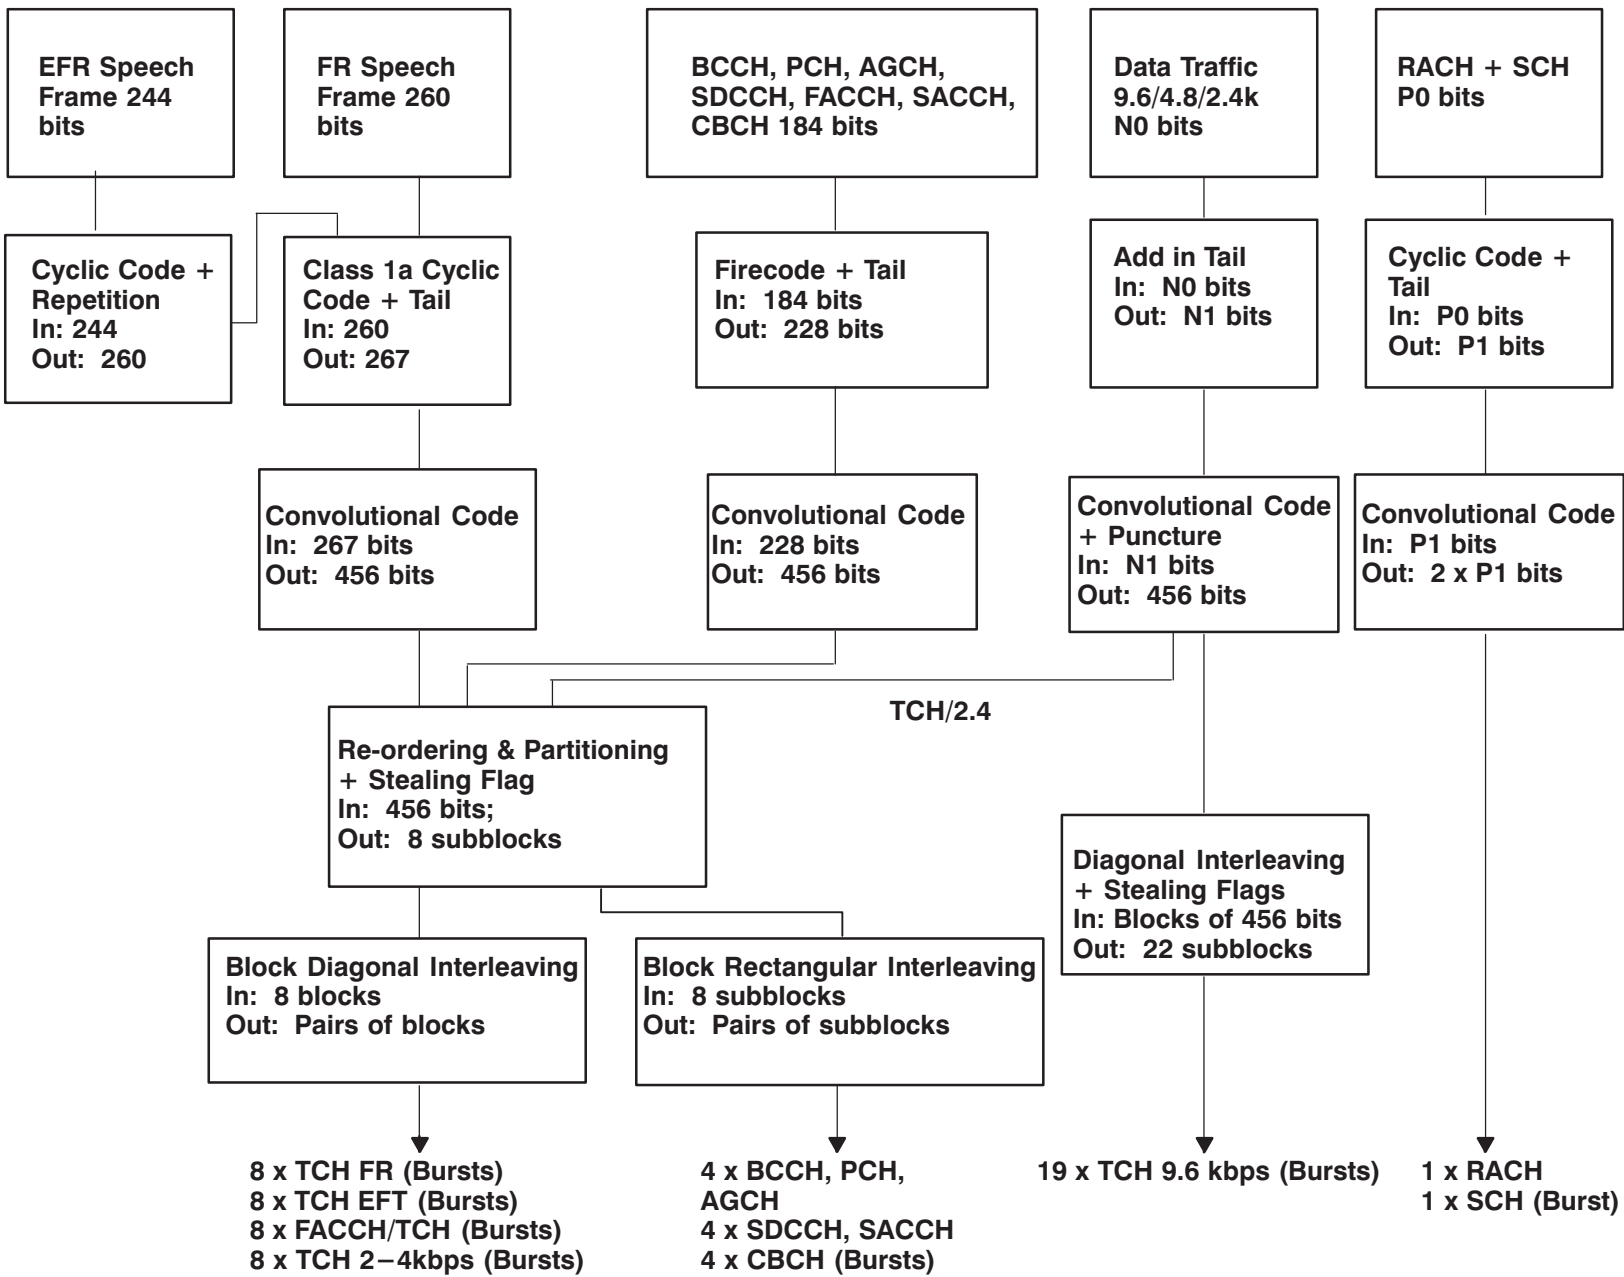 EFR Speech
Frame 244
bits
FR Speech
Frame 260
bits
BCCH, PCH, AGCH,
SDCCH, FACCH, SACCH,
CBCH 184 bits
Data Traffic
9.6/4.8/2.4k
N0 bits
RACH + SCH
P0 bits
Cyclic Code +
Repetition
In: 244
Out: 260
Class 1a Cyclic
Code + Tail
In: 260
Out: 267
Firecode + Tail
In: 184 bits
Out: 228 bits
Add in Tail
In: N0 bits
Out: N1 bits
Cyclic Code +
Tail
In: P0 bits
Out: P1 bits
Convolutional Code
In: 267 bits
Out: 456 bits
Convolutional Code
In: 228 bits
Out: 456 bits
Convolutional Code
+ Puncture
In: N1 bits
Out: 456 bits
Convolutional Code
In: P1 bits
Out: 2 x P1 bits
TCH/2.4
Re-ordering & Partitioning
+ Stealing Flag
In: 456 bits;
Out: 8 subblocks
Diagonal Interleaving
+ Stealing Flags
In: Blocks of 456 bits
Out: 22 subblocks
Block Diagonal Interleaving
In: 8 blocks
Out: Pairs of blocks
Block Rectangular Interleaving
In: 8 subblocks
Out: Pairs of subblocks
8 x TCH FR (Bursts)
8 x TCH EFT (Bursts)
8 x FACCH/TCH (Bursts)
8 x TCH 2−4kbps (Bursts)
4 x BCCH, PCH,
AGCH
4 x SDCCH, SACCH
4 x CBCH (Bursts)
19 x TCH 9.6 kbps (Bursts)
1 x RACH
1 x SCH (Burst)